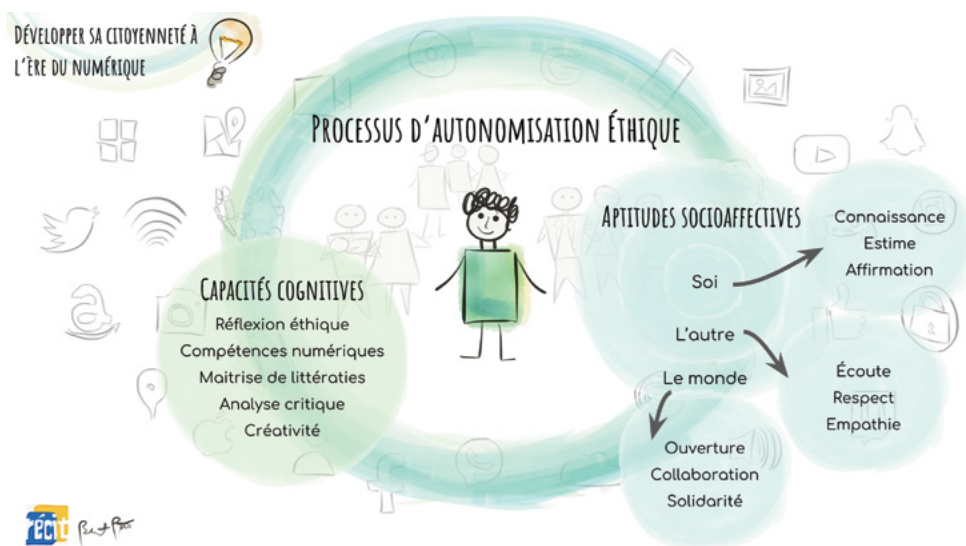 DÉVELOPPER SA CITOYENNETÉ À
L'ÈRE DU NUMÉRIQUE
PROCESSUS D'AUTONOMISATION ÉTHIQUE
CAPACITÉS COGNITIVES
Réflexion éthique
Compétences numériques
Maitrise de littératies
Analyse critique
Créativité
APTITUDES SOCIOAFFECTIVES
Soi
L'autre
Le monde
Connaissance
Estime
Affirmation
Écoute
Respect
Empathie
Ouverture
Collaboration
Solidarité
récit